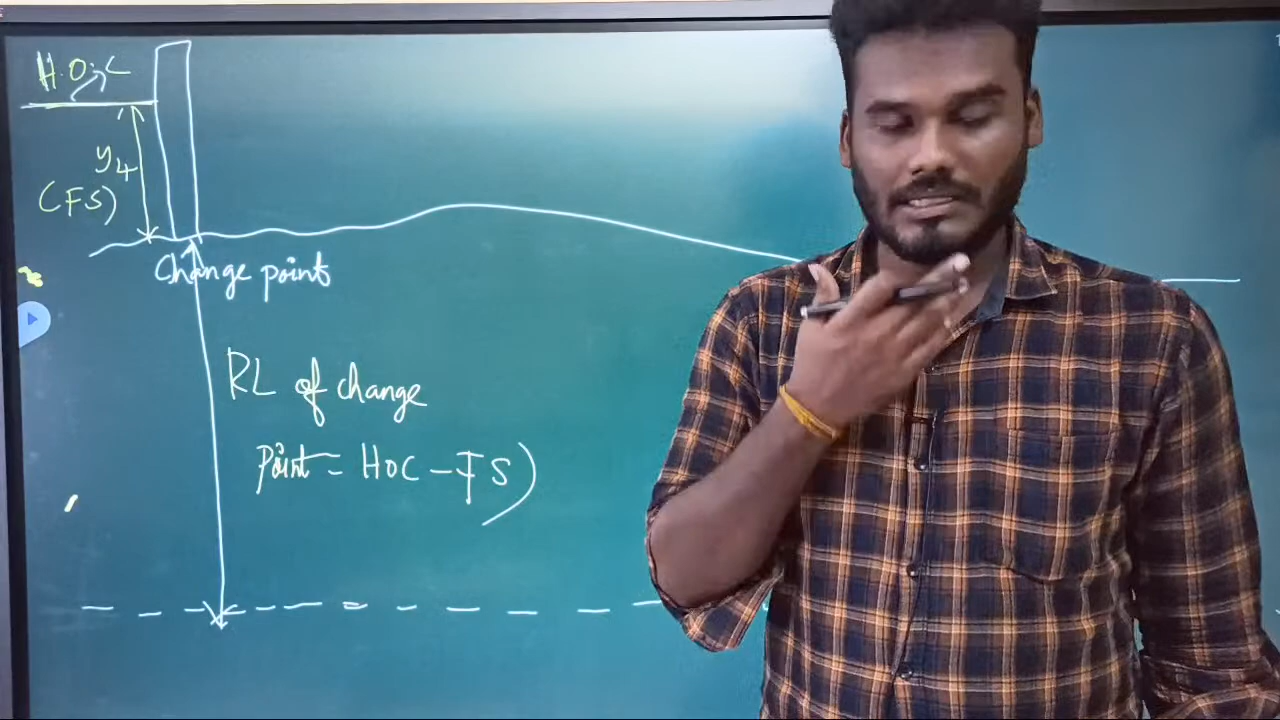 H.O.C
y4
(FS)
Change point
RL of change
Point = HOC - FS)